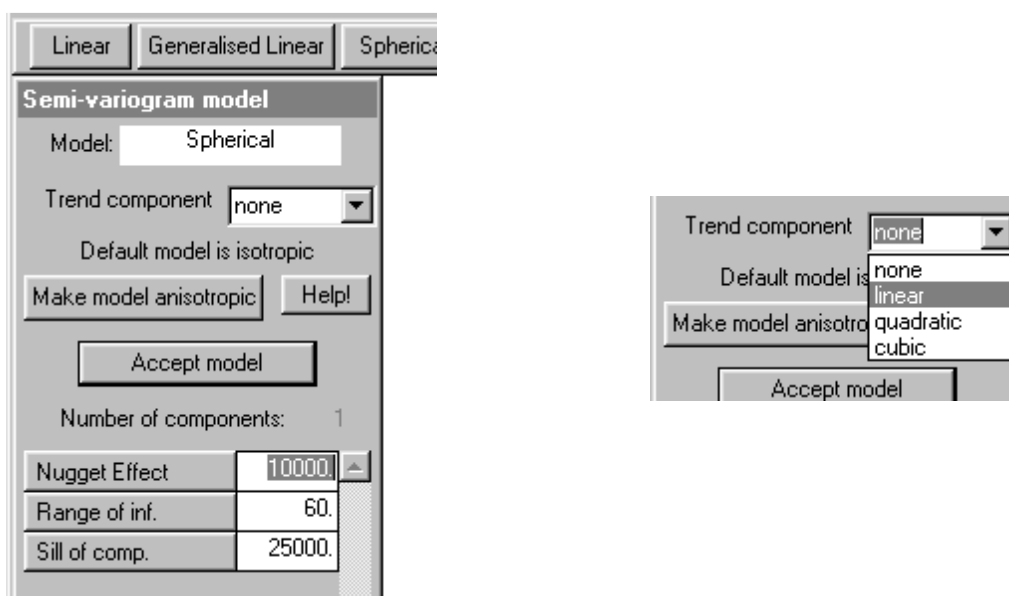 Linear Generalised Linear Spherica
Semi-variogram model
Model: Spherical
Trend component none
Default model is isotropic
Make model anisotropic Help!
Accept model
Number of components: 1
Nugget Effect 10000.
Range of inf. 60.
Sill of comp. 25000.
Trend component none
Default model is none
linear
Make model anisotro quadratic
cubic
Accept model